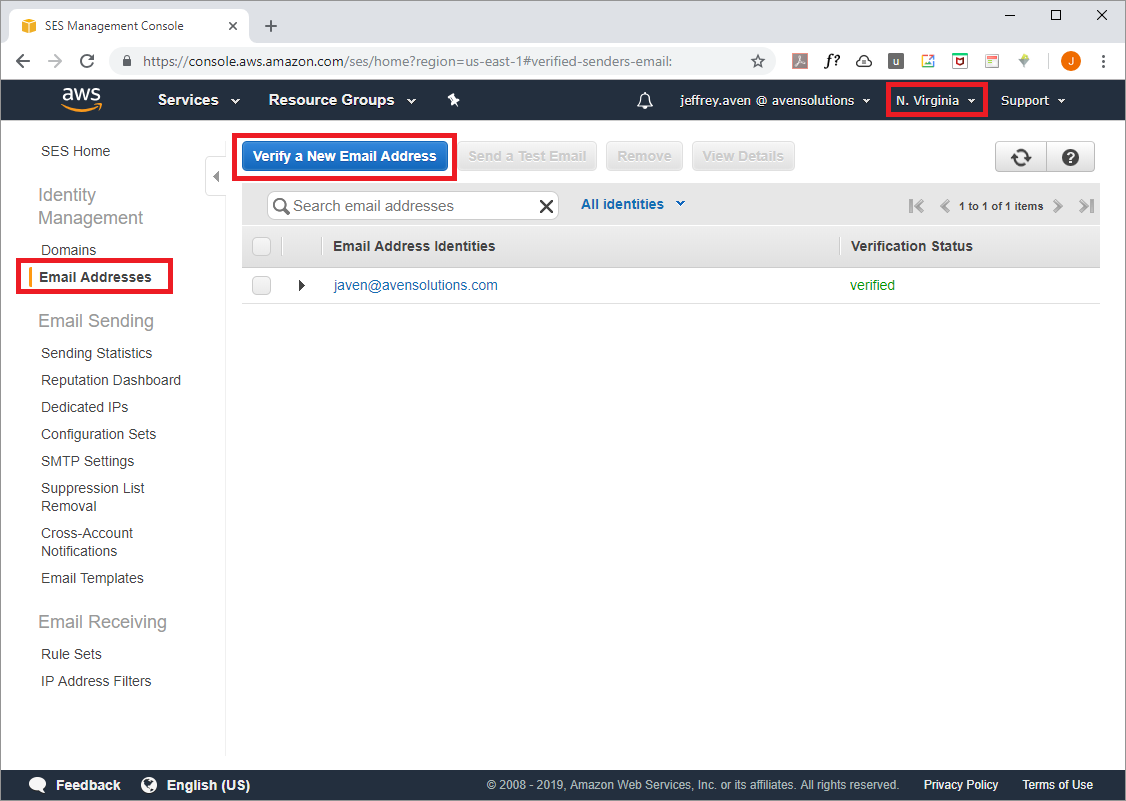 SES Management Console
https://console.aws.amazon.com/ses/home?region=us-east-1#verified-senders-email:
f?
u
J
aws
Services
Resource Groups
jeffrey.aven @ avensolutions
N. Virginia
Support
SES Home
Identity
Management
Domains
Email Addresses
Email Sending
Sending Statistics
Reputation Dashboard
Dedicated IPs
Configuration Sets
SMTP Settings
Suppression List
Removal
Cross-Account
Notifications
Email Templates
Email Receiving
Rule Sets
IP Address Filters
Verify a New Email Address
Send a Test Email
Remove
View Details
?
Search email addresses
All identities
1 to 1 of 1 items
Email Address Identities
Verification Status
javen@avensolutions.com
verified
Feedback
English (US)
© 2008 - 2019, Amazon Web Services, Inc. or its affiliates. All rights reserved.
Privacy Policy
Terms of Use